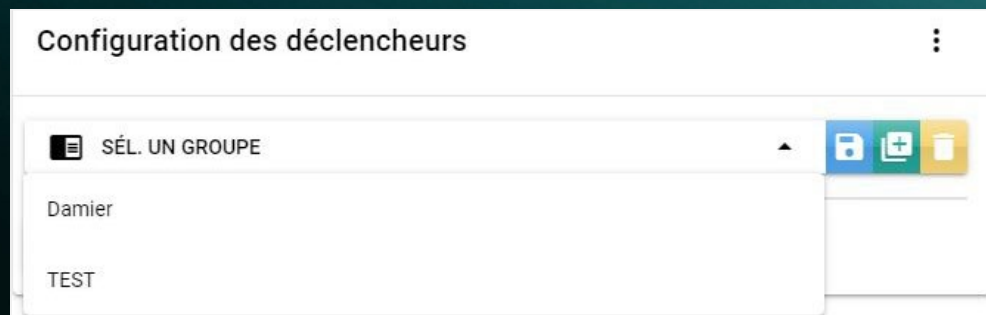 Configuration des déclencheurs
SÉL. UN GROUPE
Damier
TEST